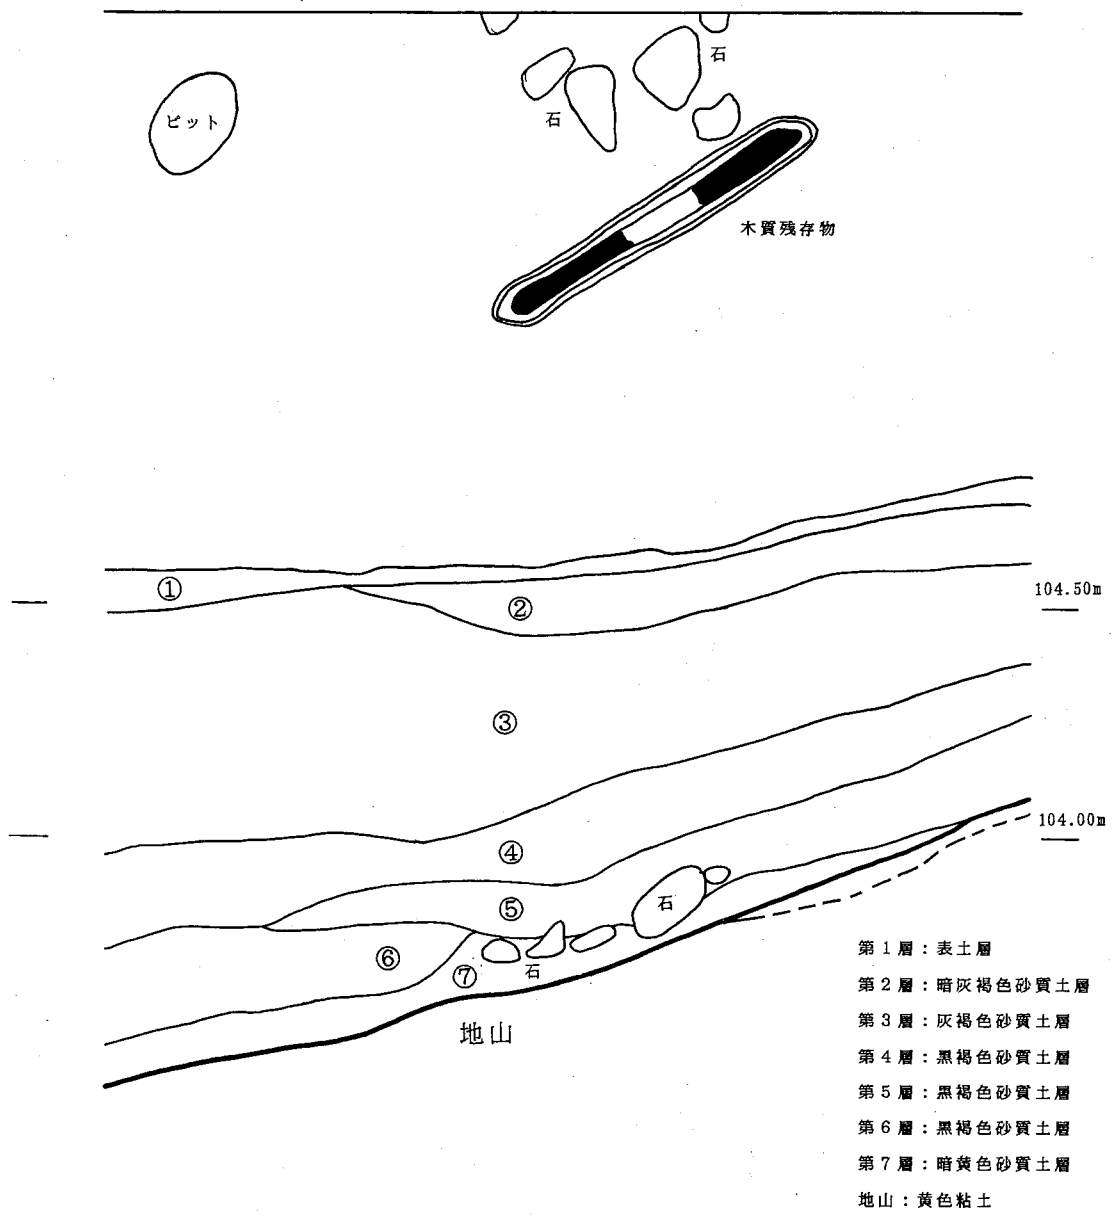 石
ピット
石
木質残存物
①
②
104.50m
③
104.00m
④
⑤
石
⑥
⑦
石
地山
第1層：表土層
第2層：暗灰褐色砂質土層
第3層：灰褐色砂質土層
第4層：黒褐色砂質土層
第5層：黒褐色砂質土層
第6層：黒褐色砂質土層
第7層：暗黄色砂質土層
地山：黄色粘土